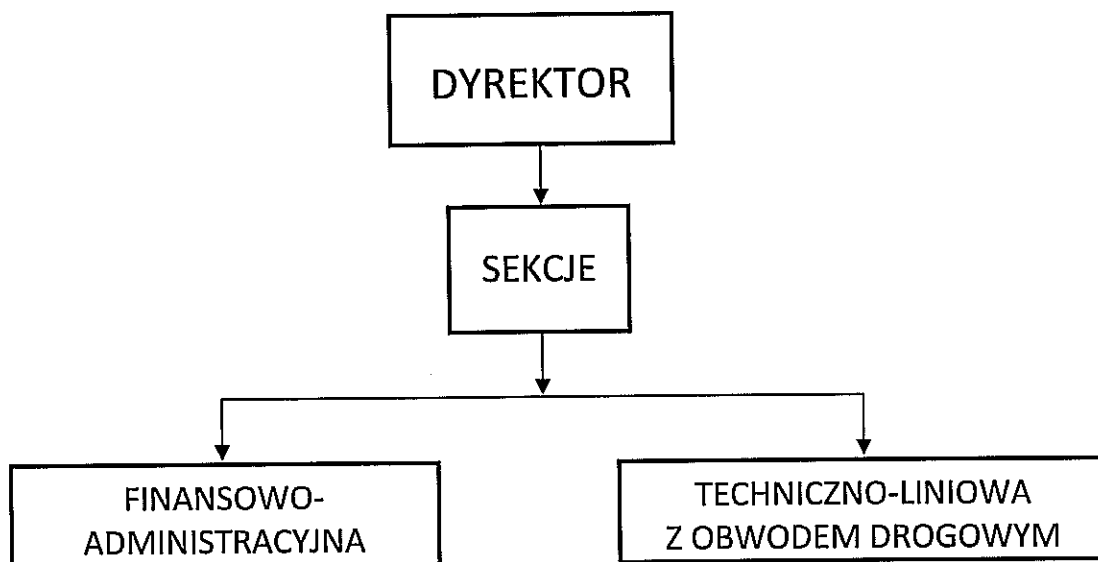 DYREKTOR
SEKCJE
FINANSOWO-
ADMINISTRACYJNA
TECHNICZNO-LINIOWA
Z OBWODEM DROGOWYM